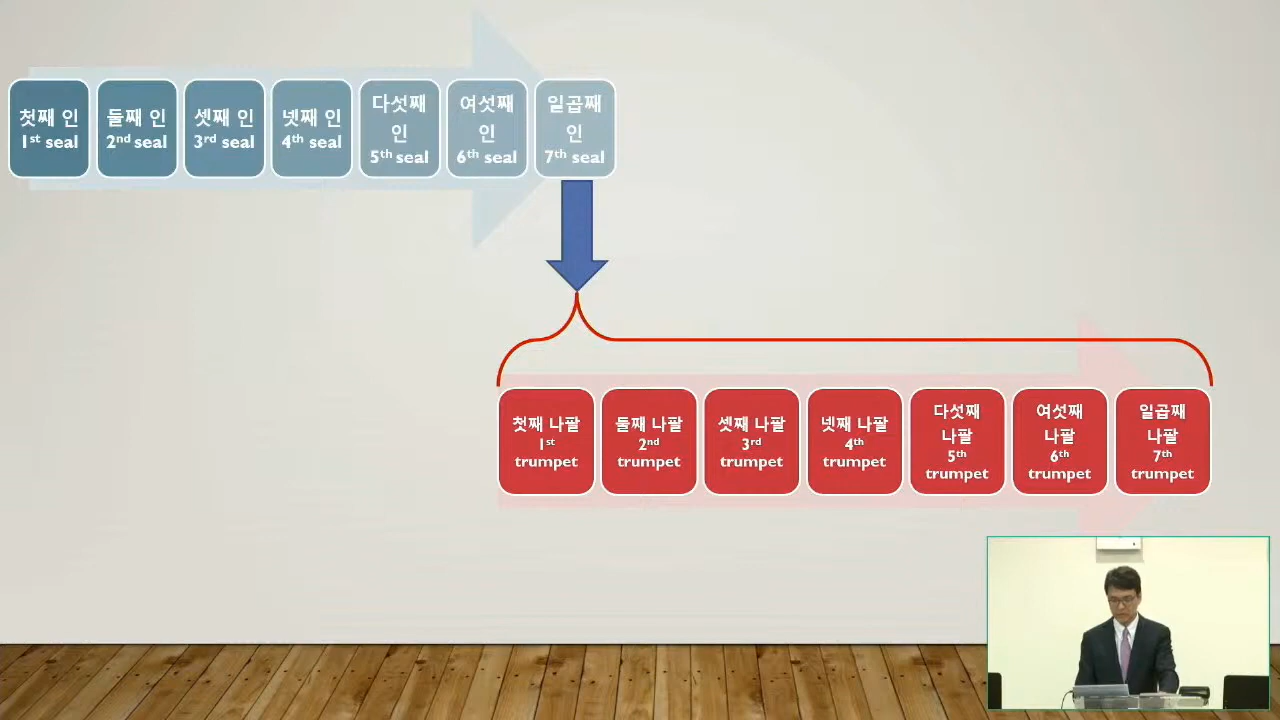 첫째 인
1st seal
둘째 인
2nd seal
셋째 인
3rd seal
넷째 인
4th seal
다섯째
인
5th seal
여섯째
인
6th seal
일곱째
인
7th seal
첫째 나팔
1st
trumpet
둘째 나팔
2nd
trumpet
셋째 나팔
3rd
trumpet
넷째 나팔
4th
trumpet
다섯째
나팔
5th
trumpet
여섯째
나팔
6th
trumpet
일곱째
나팔
7th
trumpet